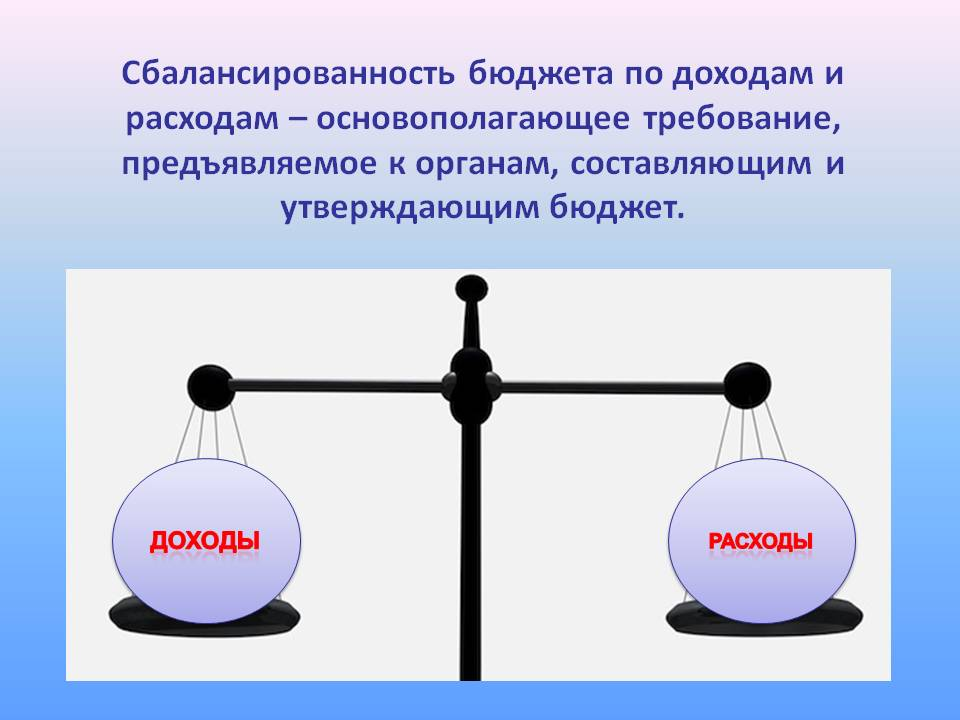 Сбалансированность бюджета по доходам и
расходам – основополагающее требование,
предъявляемое к органам, составляющим и
утверждающим бюджет.
ДОХОДЫ
РАСХОДЫ